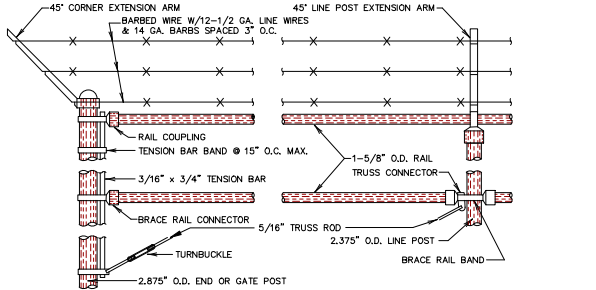 45° CORNER EXTENSION ARM
BARBED WIRE W/12-1/2 GA. LINE WIRES
& 14 GA. BARBS SPACED 3" O.C.
45° LINE POST EXTENSION ARM
RAIL COUPLING
TENSION BAR BAND @ 15" O.C. MAX.
1-5/8" O.D. RAIL
TRUSS CONNECTOR
3/16" x 3/4" TENSION BAR
BRACE RAIL CONNECTOR
5/16" TRUSS ROD
2.375" O.D. LINE POST
TURNBUCKLE
BRACE RAIL BAND
2.875" O.D. END OR GATE POST